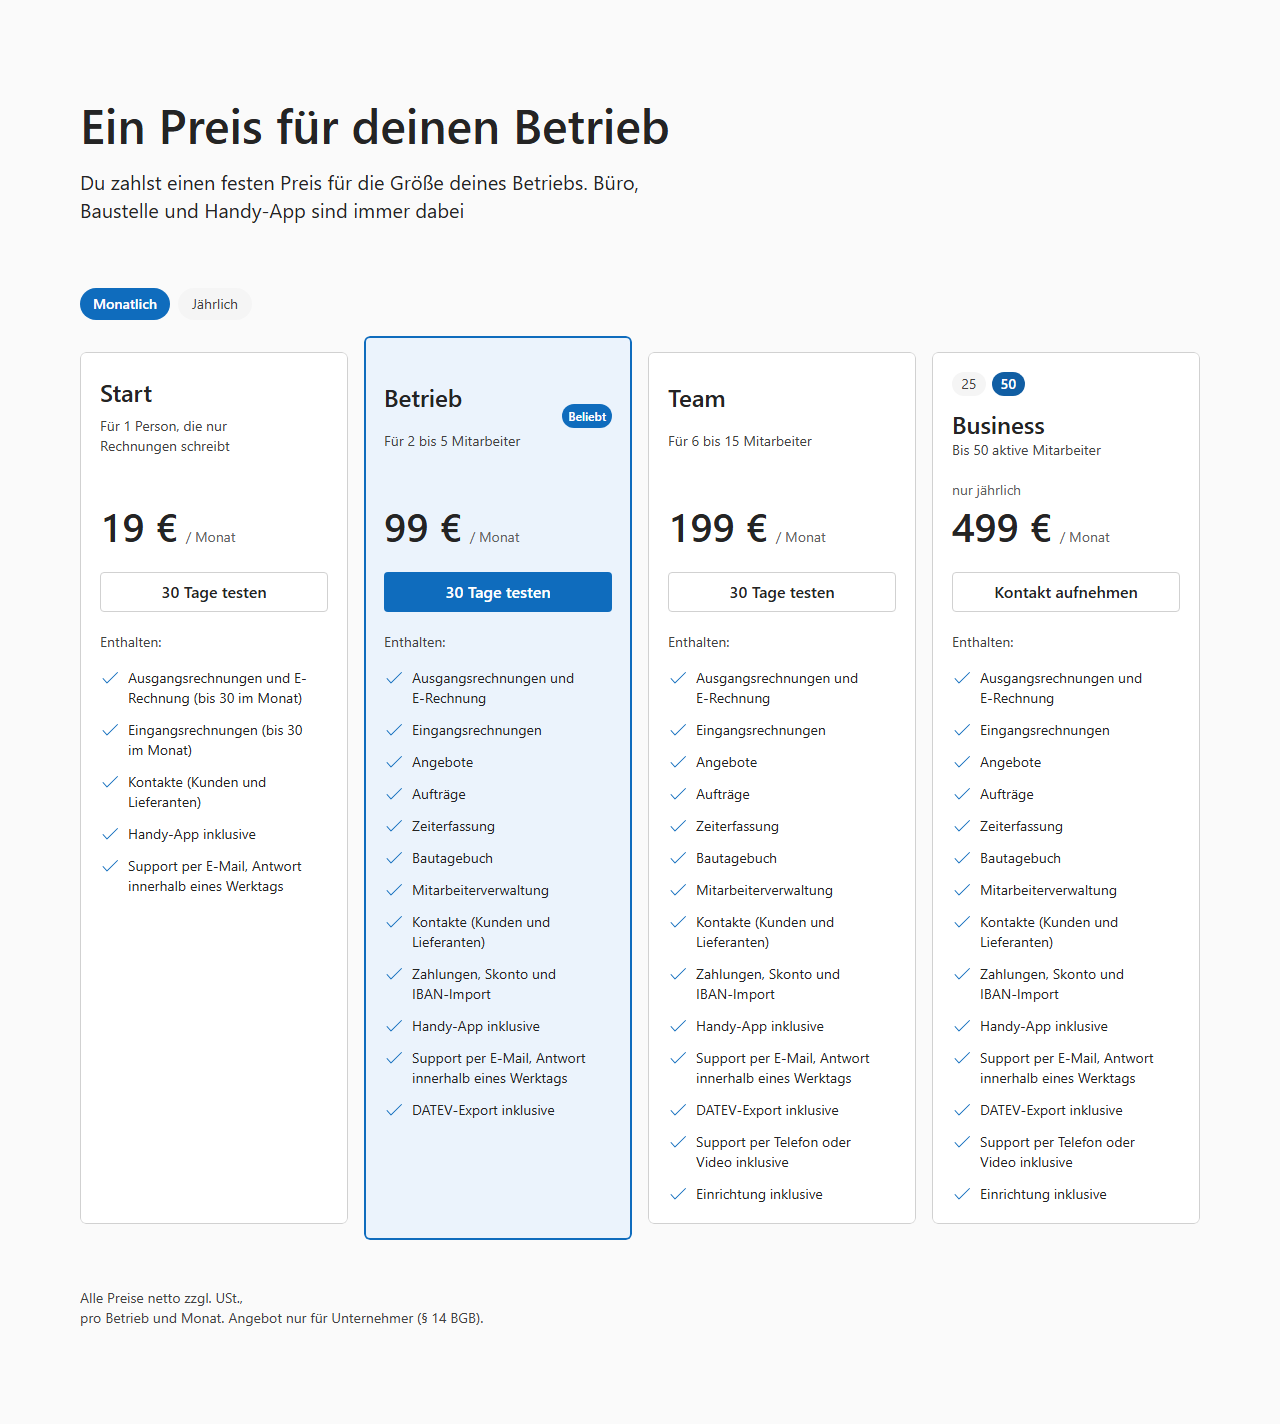 Ein Preis für deinen Betrieb
Du zahlst einen festen Preis für die Größe deines Betriebs. Büro,
Baustelle und Handy-App sind immer dabei
Monatlich
Jährlich
Start
Für 1 Person, die nur
Rechnungen schreibt
19 € / Monat
30 Tage testen
Enthalten:
Ausgangsrechnungen und E-
Rechnung (bis 30 im Monat)
Eingangsrechnungen (bis 30
im Monat)
Kontakte (Kunden und
Lieferanten)
Handy-App inklusive
Support per E-Mail, Antwort
innerhalb eines Werktags
Betrieb
Beliebt
Für 2 bis 5 Mitarbeiter
99 € / Monat
30 Tage testen
Enthalten:
Ausgangsrechnungen und
E-Rechnung
Eingangsrechnungen
Angebote
Aufträge
Zeiterfassung
Bautagebuch
Mitarbeiterverwaltung
Kontakte (Kunden und
Lieferanten)
Zahlungen, Skonto und
IBAN-Import
Handy-App inklusive
Support per E-Mail, Antwort
innerhalb eines Werktags
DATEV-Export inklusive
Team
Für 6 bis 15 Mitarbeiter
199 € / Monat
30 Tage testen
Enthalten:
Ausgangsrechnungen und
E-Rechnung
Eingangsrechnungen
Angebote
Aufträge
Zeiterfassung
Bautagebuch
Mitarbeiterverwaltung
Kontakte (Kunden und
Lieferanten)
Zahlungen, Skonto und
IBAN-Import
Handy-App inklusive
Support per E-Mail, Antwort
innerhalb eines Werktags
DATEV-Export inklusive
Support per Telefon oder
Video inklusive
Einrichtung inklusive
25
50
Business
Bis 50 aktive Mitarbeiter
nur jährlich
499 € / Monat
Kontakt aufnehmen
Enthalten:
Ausgangsrechnungen und
E-Rechnung
Eingangsrechnungen
Angebote
Aufträge
Zeiterfassung
Bautagebuch
Mitarbeiterverwaltung
Kontakte (Kunden und
Lieferanten)
Zahlungen, Skonto und
IBAN-Import
Handy-App inklusive
Support per E-Mail, Antwort
innerhalb eines Werktags
DATEV-Export inklusive
Support per Telefon oder
Video inklusive
Einrichtung inklusive
Alle Preise netto zzgl. USt.,
pro Betrieb und Monat. Angebot nur für Unternehmer (§ 14 BGB).